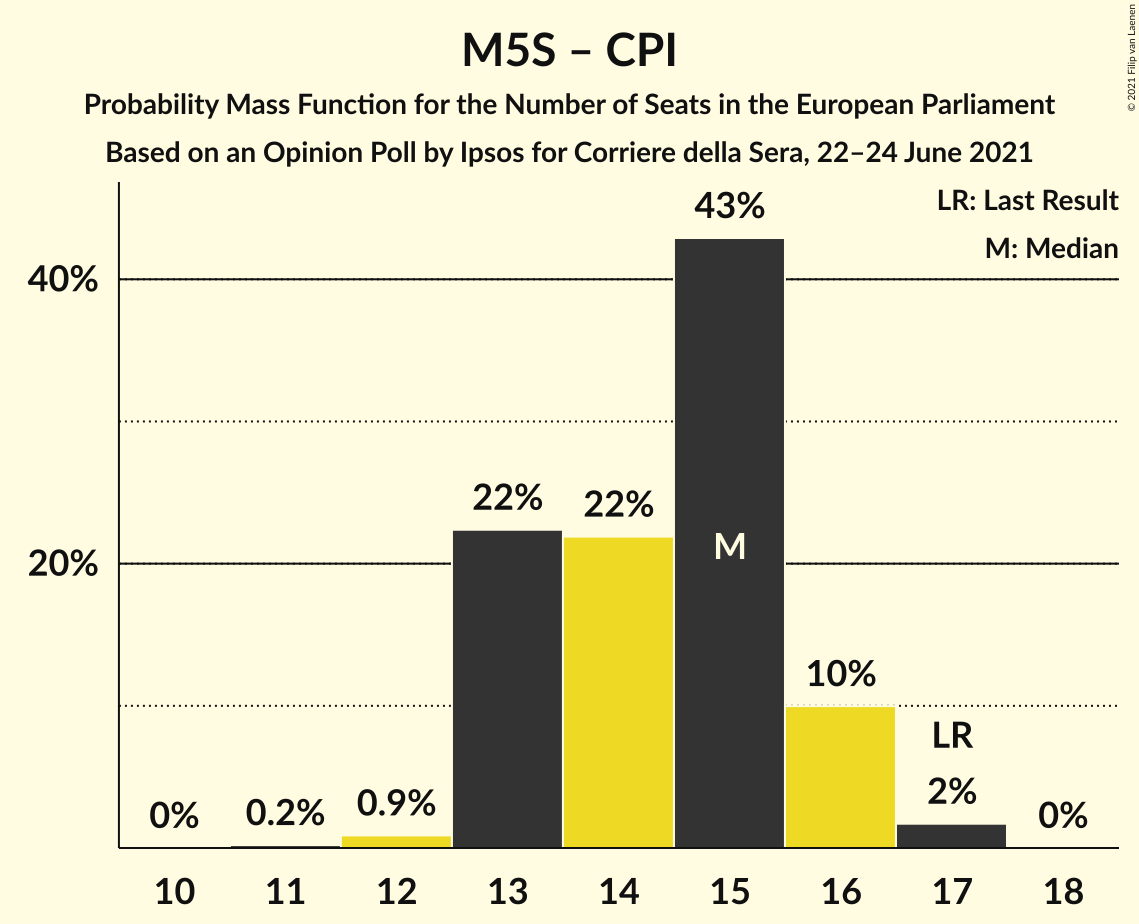 M5S – CPI
Probability Mass Function for the Number of Seats in the European Parliament
Based on an Opinion Poll by Ipsos for Corriere della Sera, 22–24 June 2021
© 2021 Filip van Laenen
LR: Last Result
M: Median
40%
20%
0%
0.2%
0.9%
22%
22%
43%
M
10%
LR
2%
0%
10 11 12 13 14 15 16 17 18